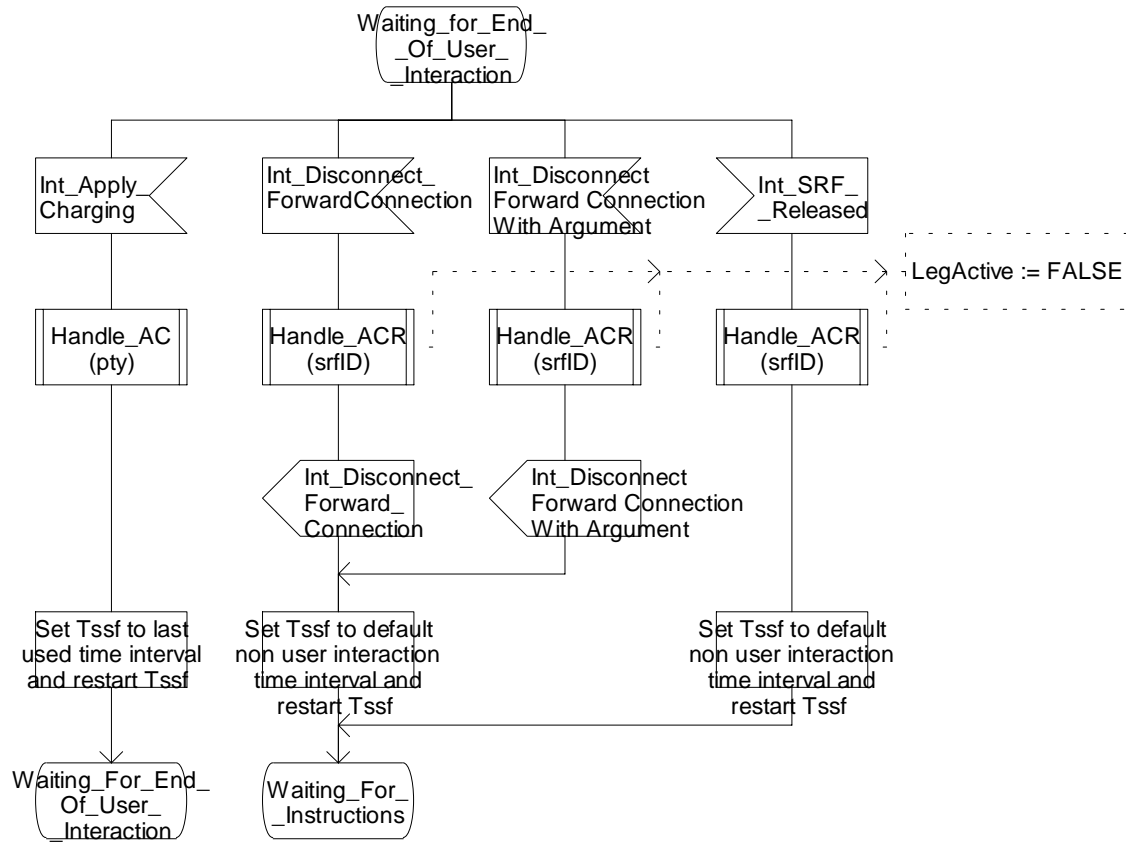 Waiting_for_End_
_Of_User_
_Interaction
Int_Apply_
Charging
Int_Disconnect_
ForwardConnection
Int_Disconnect
Forward Connection
With Argument
Int_SRF_
_Released
LegActive := FALSE
Handle_AC
(pty)
Handle_ACR
(srfID)
Handle_ACR
(srfID)
Handle_ACR
(srfID)
Int_Disconnect_
Forward_
Connection
Int_Disconnect
Forward Connection
With Argument
Set Tssf to last
used time interval
and restart Tssf
Set Tssf to default
non user interaction
time interval and
restart Tssf
Set Tssf to default
non user interaction
time interval and
restart Tssf
Waiting_For_End_
Of_User_
_Interaction
Waiting_For_
_Instructions